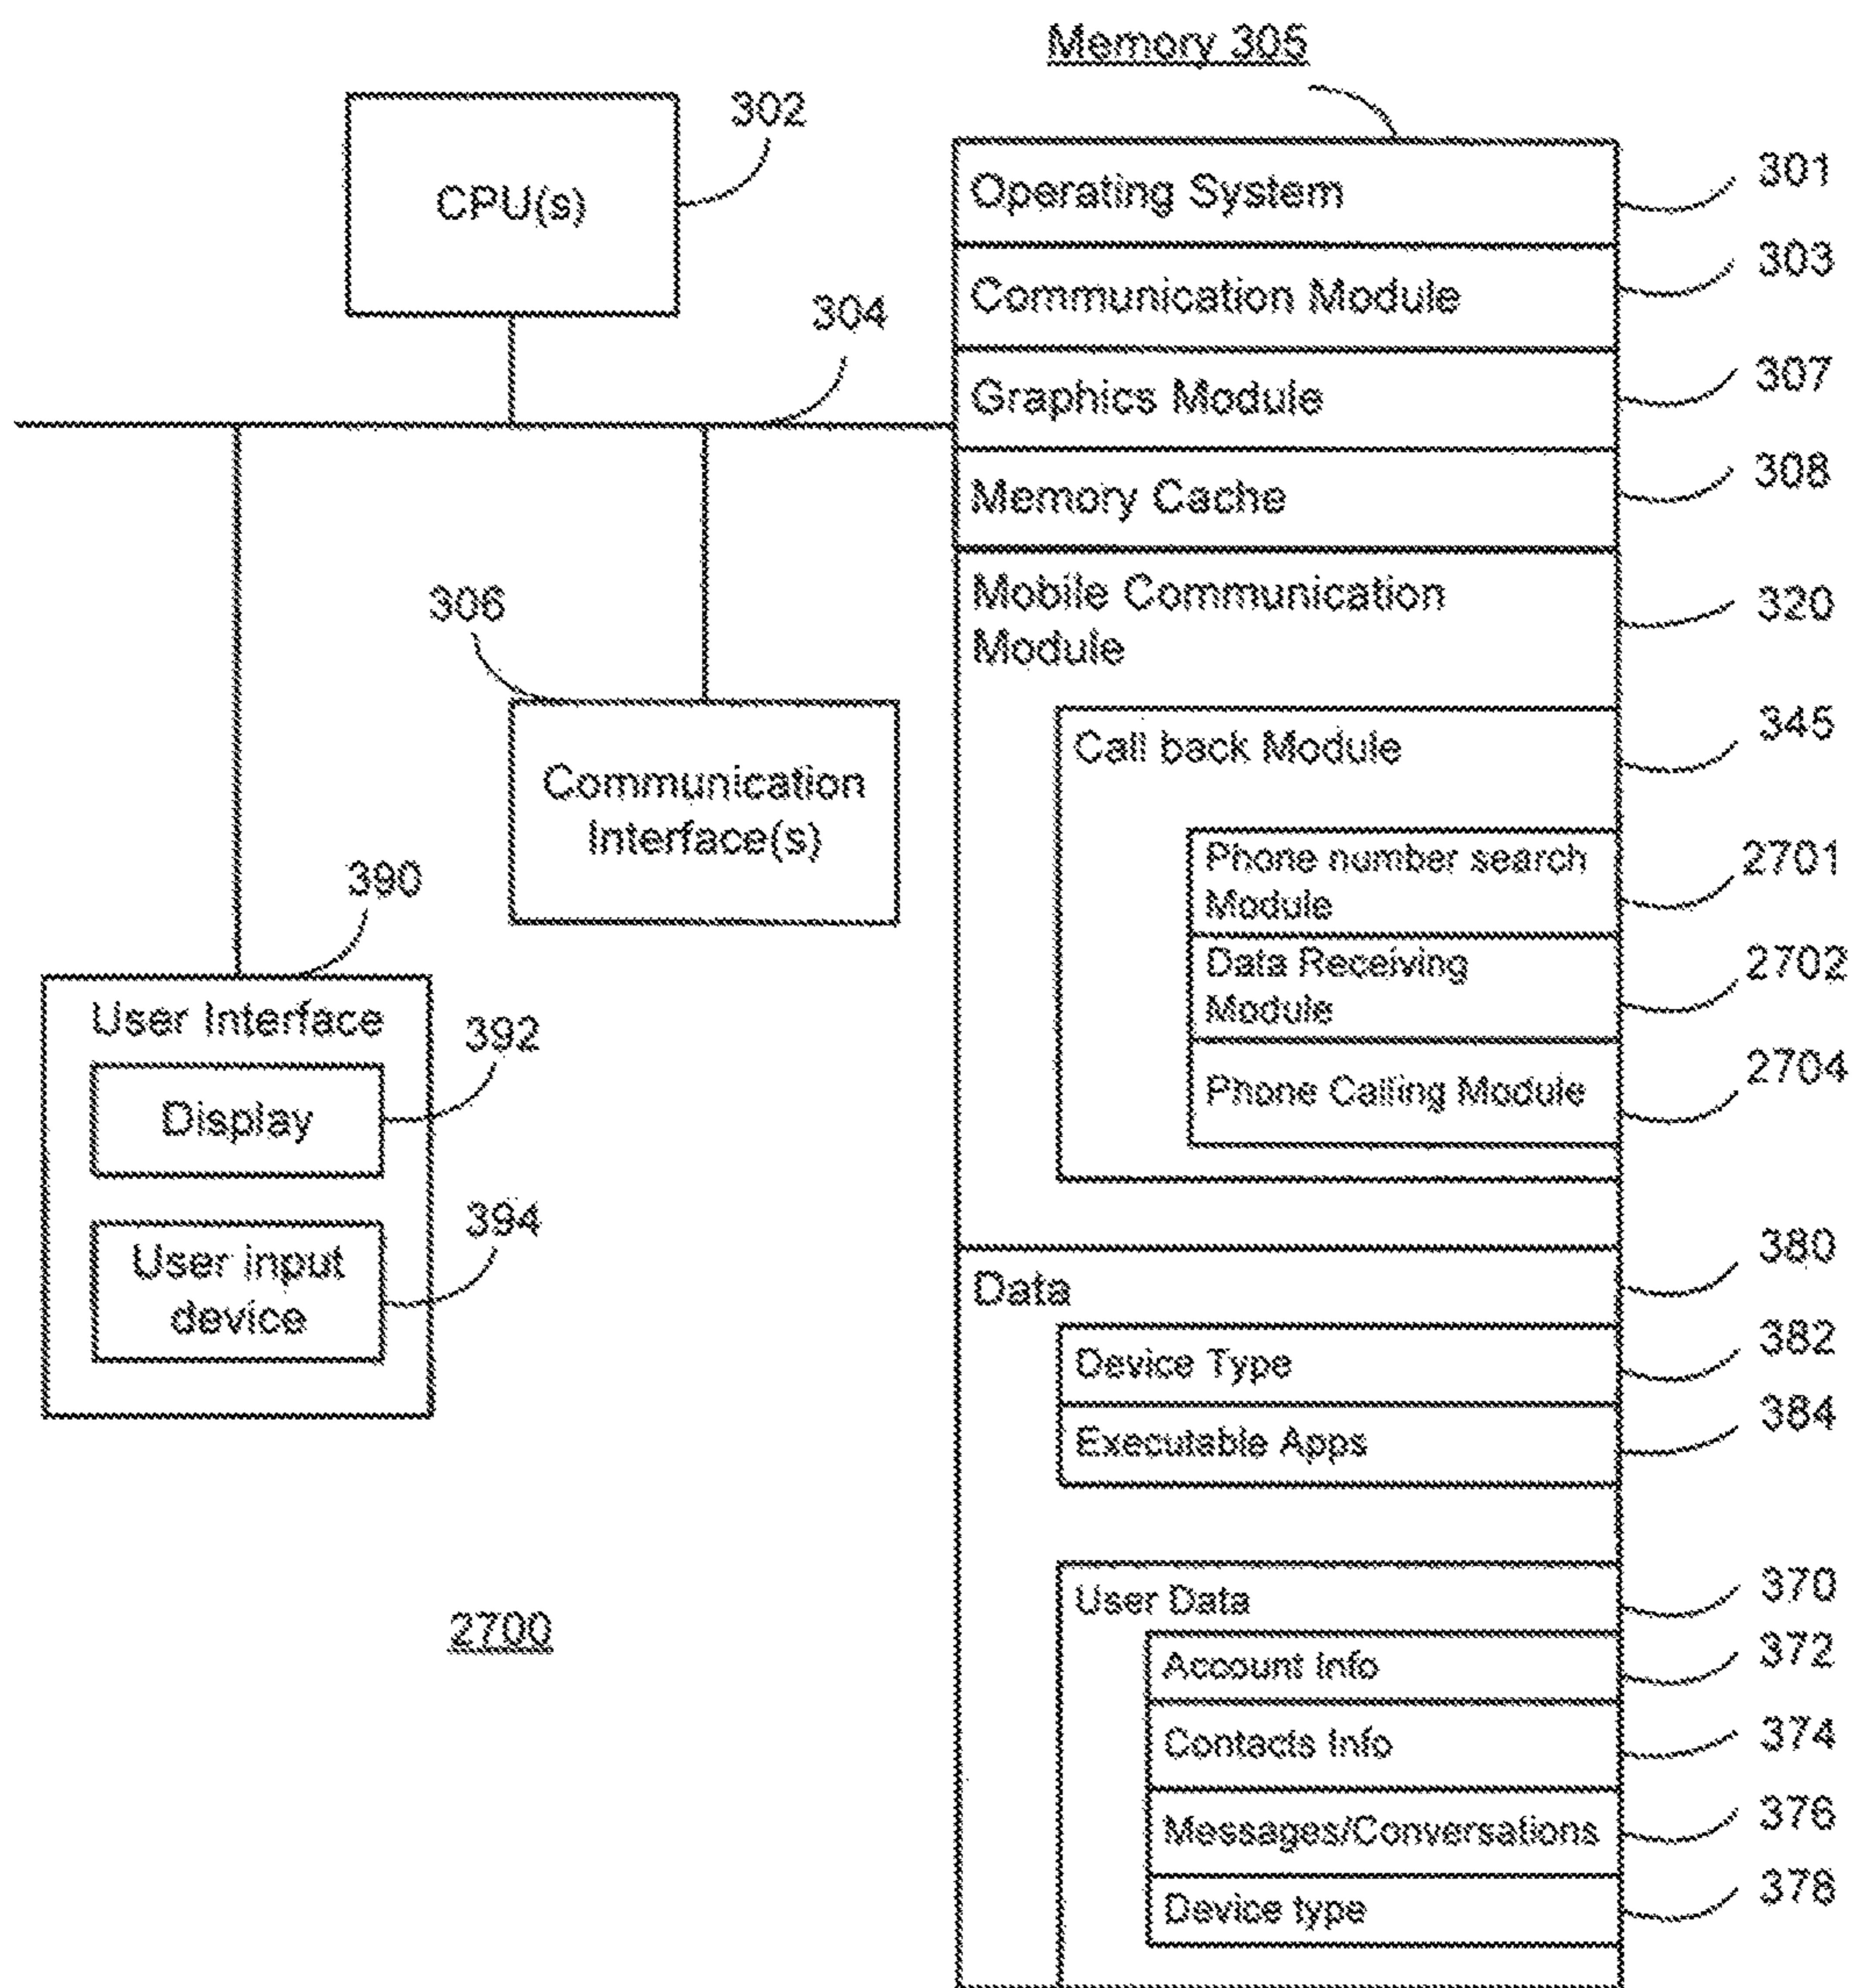 Memory 305
CPU(s)
302
304
306
Communication
Interface(s)
390
User Interface
Display
392
User input
device
394
2700
Operating System
301
Communication Module
303
Graphics Module
307
Memory Cache
308
Mobile Communication
Module
320
Call back Module
345
Phone number search
Module
2701
Data Receiving
Module
2702
Phone Calling Module
2704
Data
380
Device Type
382
Executable Apps
384
User Data
370
Account Info
372
Contacts Info
374
Messages/Conversations
376
Device type
378